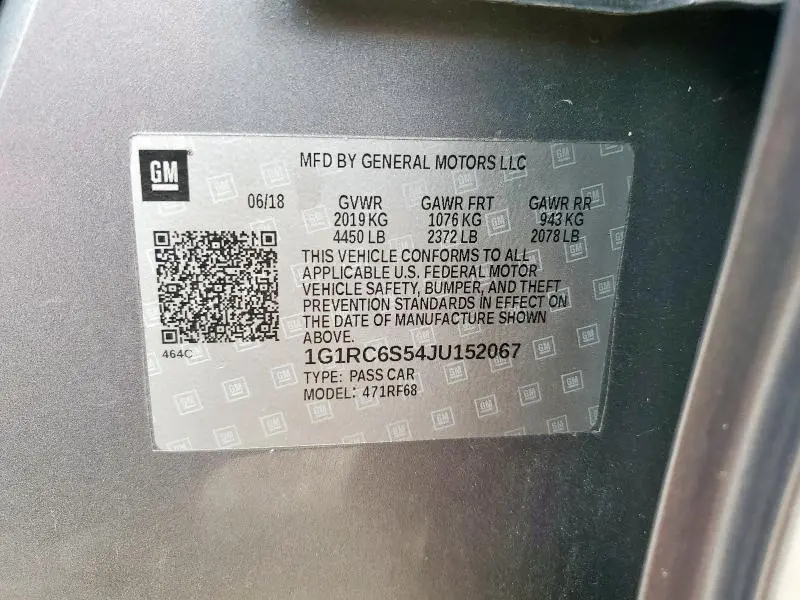 GM
MFD BY GENERAL MOTORS LLC
06/18 GVWR GAWR FRT GAWR RR
2019 KG 1076 KG 943 KG
4450 LB 2372 LB 2078 LB
THIS VEHICLE CONFORMS TO ALL
APPLICABLE U.S. FEDERAL MOTOR
VEHICLE SAFETY, BUMPER, AND THEFT
PREVENTION STANDARDS IN EFFECT ON
THE DATE OF MANUFACTURE SHOWN
ABOVE.
464C
1G1RC6S54JU152067
TYPE: PASS CAR
MODEL: 471RF68